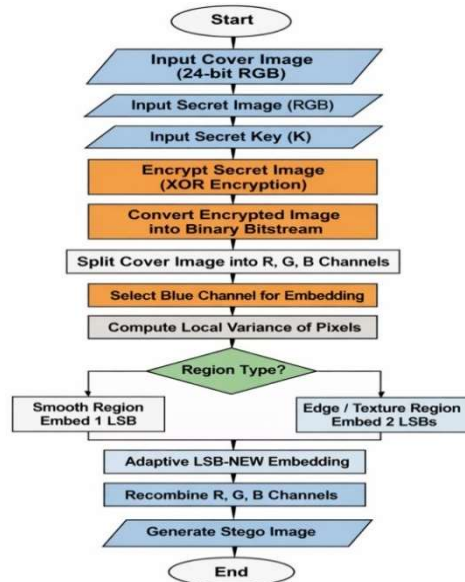 Start
Input Cover Image
(24-bit RGB)
Input Secret Image (RGB)
Input Secret Key (K)
Encrypt Secret Image
(XOR Encryption)
Convert Encrypted Image
into Binary Bitstream
Split Cover Image into R, G, B Channels
Select Blue Channel for Embedding
Compute Local Variance of Pixels
Region Type?
Smooth Region
Embed 1 LSB
Edge / Texture Region
Embed 2 LSBs
Adaptive LSB-NEW Embedding
Recombine R, G, B Channels
Generate Stego Image
End